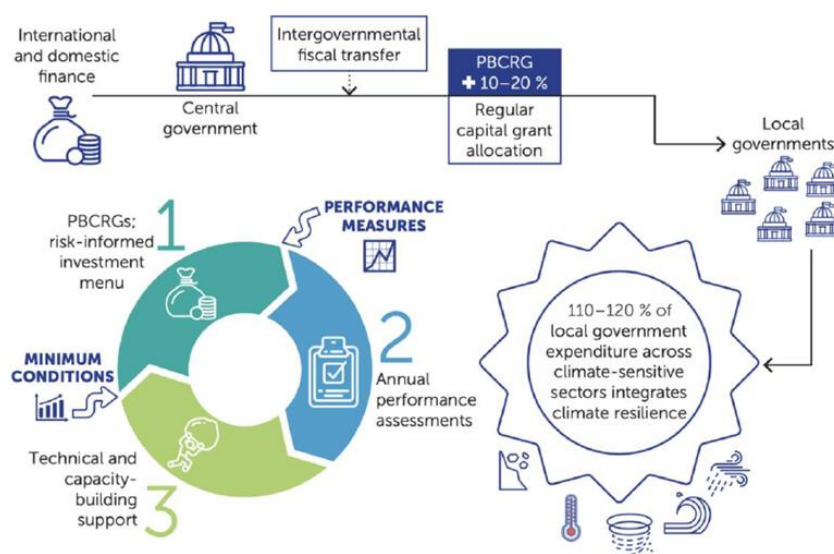 International
and domestic
finance
Central
government
Intergovernmental
fiscal transfer
PBCRG
+ 10–20 %
Regular
capital grant
allocation
Local
governments
1
PBCRGs;
risk-informed
investment
menu
PERFORMANCE
MEASURES
2
Annual
performance
assessments
MINIMUM
CONDITIONS
Technical and
capacity-
building
support
3
110–120 % of
local government
expenditure across
climate-sensitive
sectors integrates
climate resilience